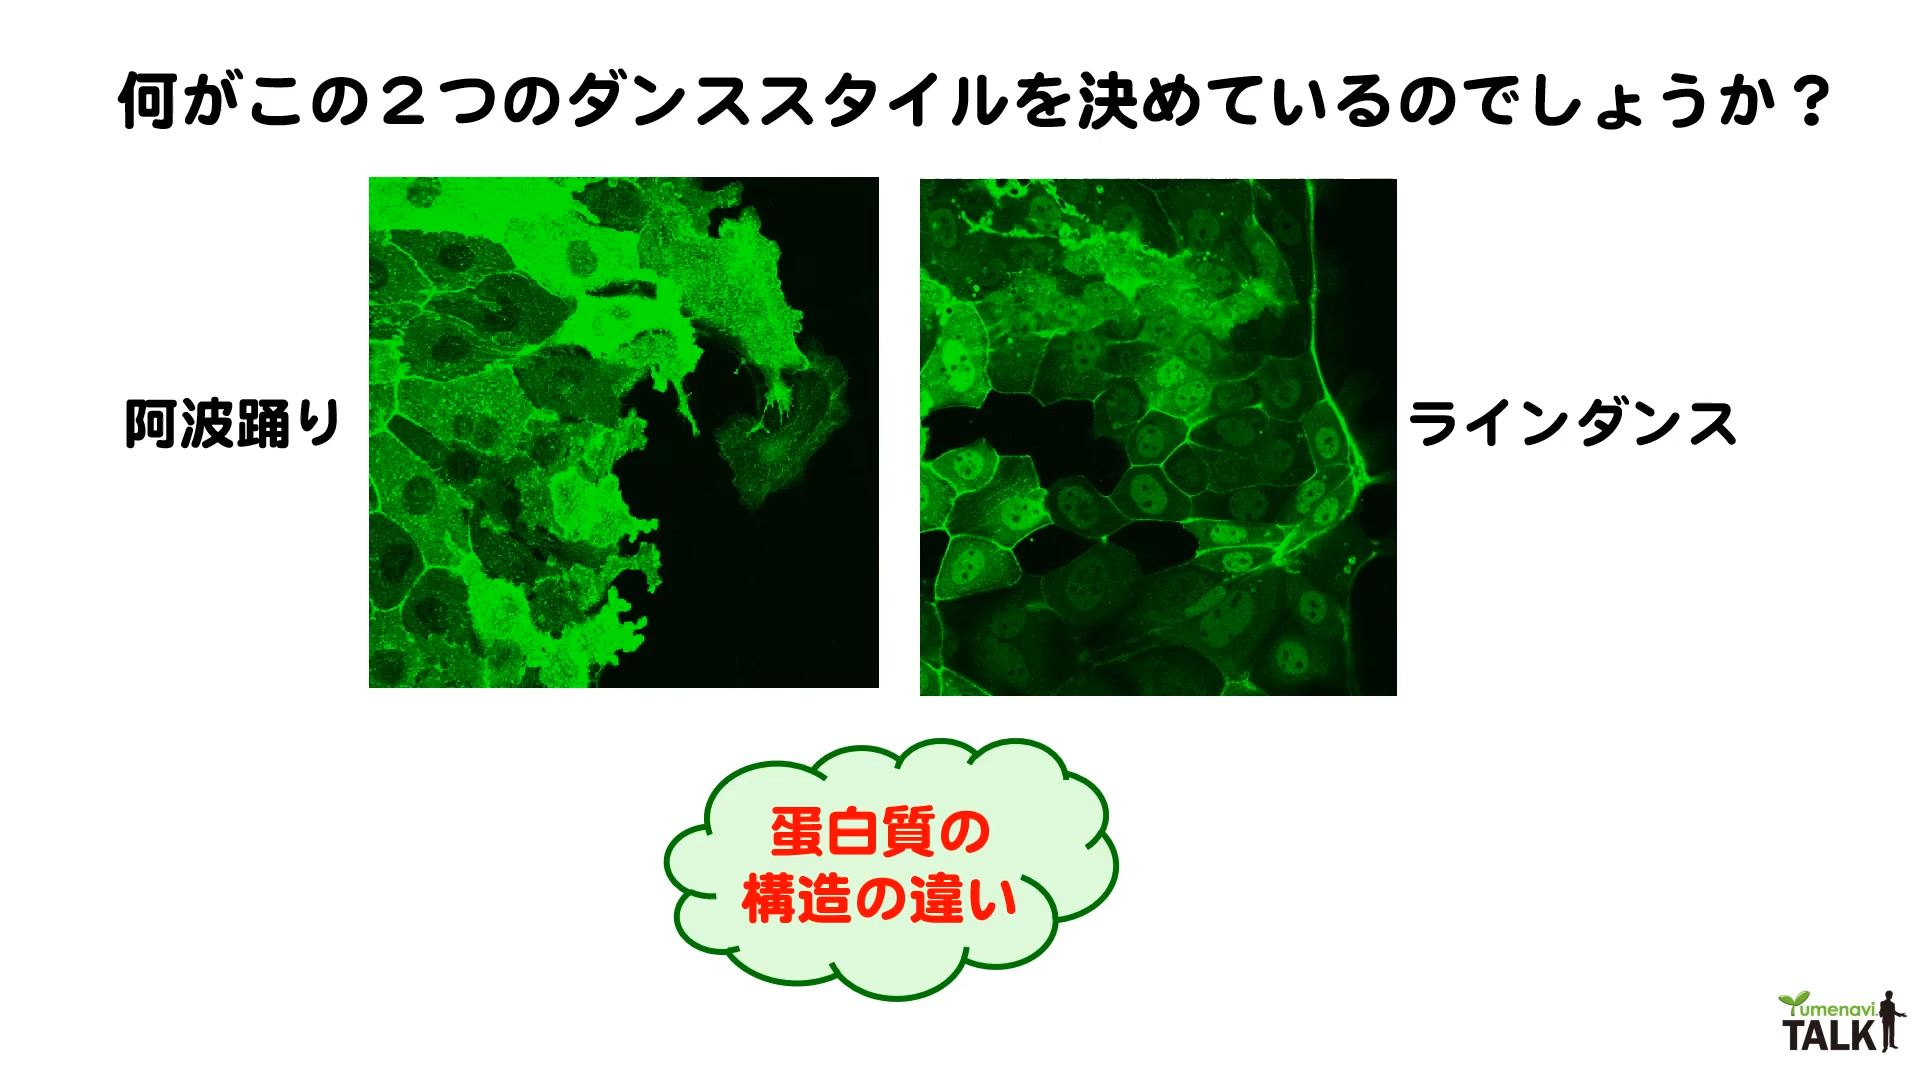 何がこの２つのダンススタイルを決めているのでしょうか？
阿波踊り
ラインダンス
蛋白質の
構造の違い
Yumenavi.
TALK